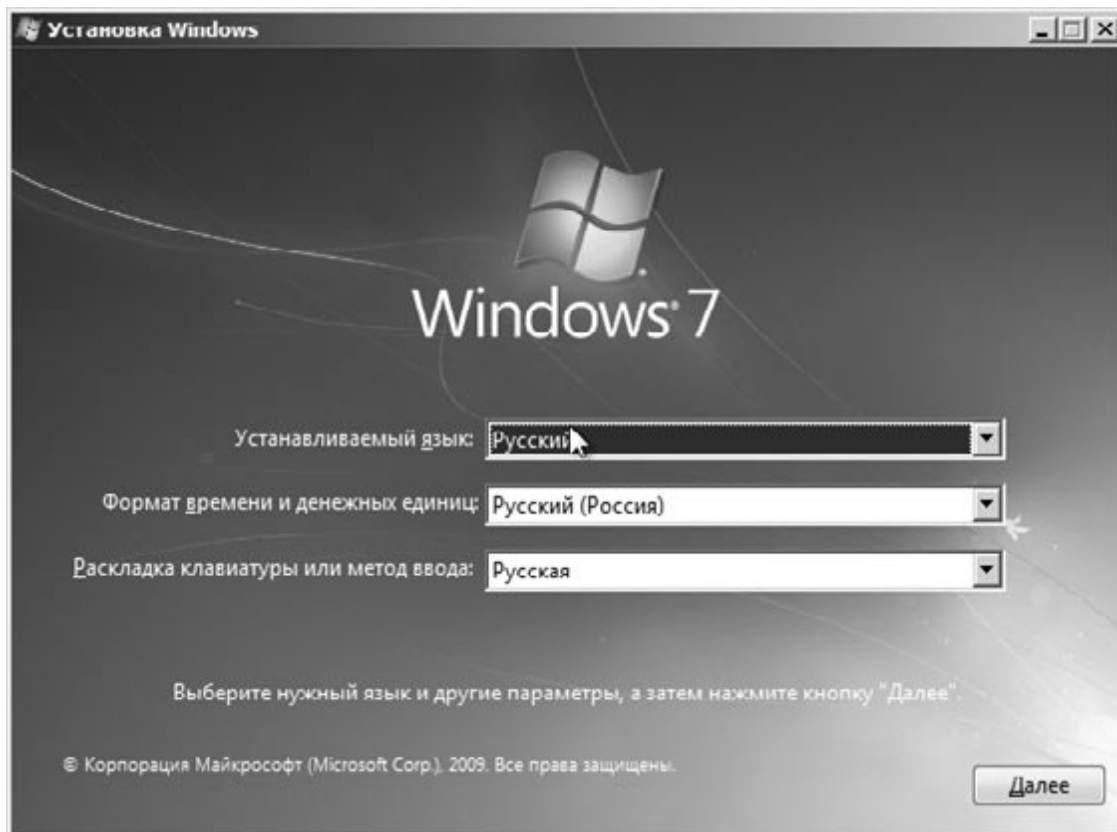 Установка Windows
Windows® 7
Устанавливаемый язык: Русский
Формат времени и денежных единиц: Русский (Россия)
Раскладка клавиатуры или метод ввода: Русская
Выберите нужный язык и другие параметры, а затем нажмите кнопку "Далее".
© Корпорация Майкрософт (Microsoft Corp.), 2009. Все права защищены.
Далее